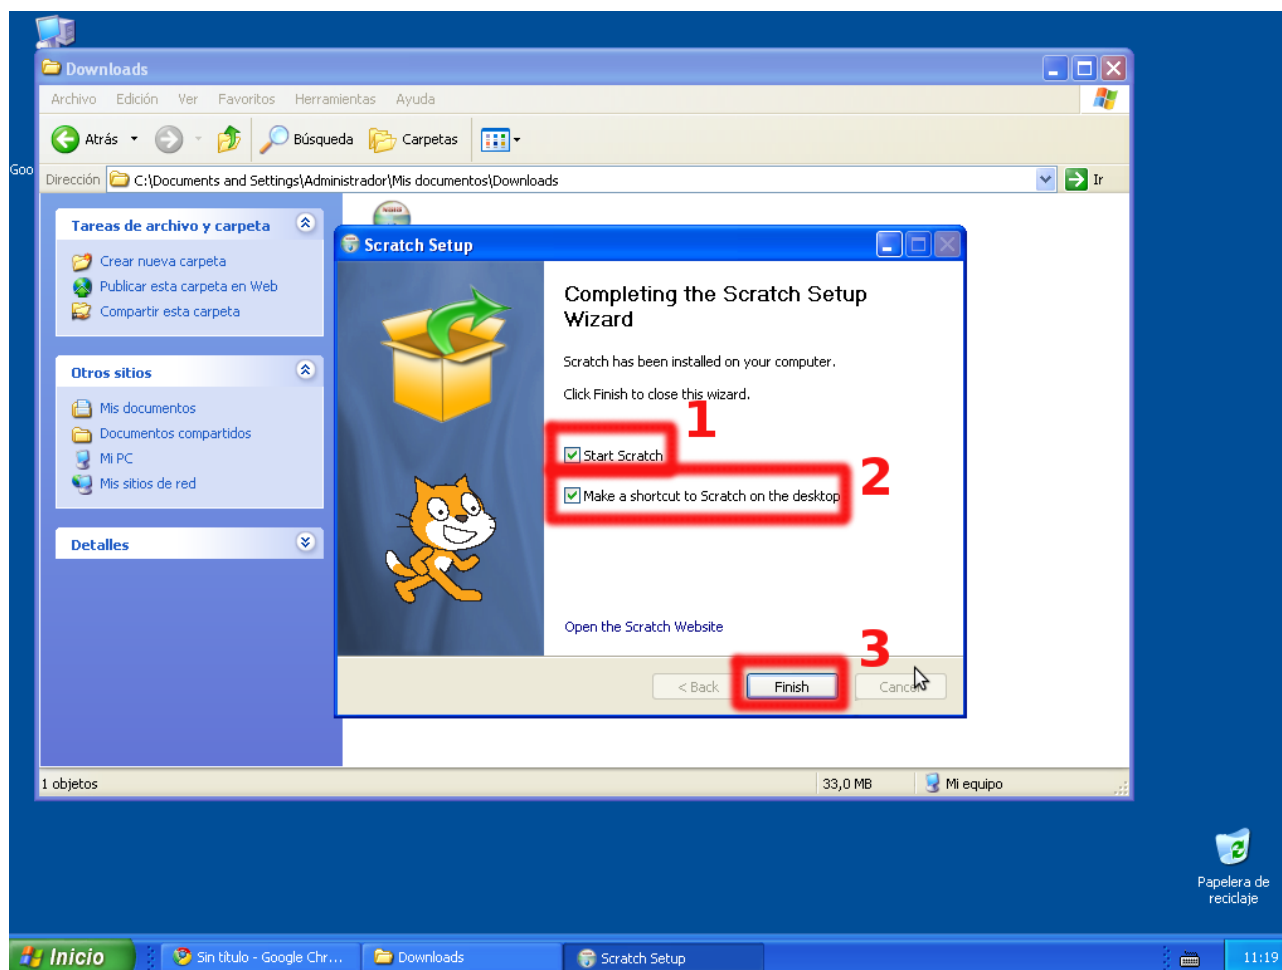 Downloads
Archivo Edición Ver Favoritos Herramientas Ayuda
Atrás Búsqueda Carpetas
Goo
Dirección C:\Documents and Settings\Administrador\Mis documentos\Downloads Ir
Tareas de archivo y carpeta
Crear nueva carpeta
Publicar esta carpeta en Web
Compartir esta carpeta
Otros sitios
Mis documentos
Documentos compartidos
Mi PC
Mis sitios de red
Detalles
Scratch Setup
Completing the Scratch Setup
Wizard
Scratch has been installed on your computer.
Click Finish to close this wizard.
1
Start Scratch
2
Make a shortcut to Scratch on the desktop
Open the Scratch Website
3
< Back Finish Cancel
1 objetos 33,0 MB Mi equipo
Papelera de
reciclaje
Inicio Sin título - Google Chr... Downloads Scratch Setup 11:19